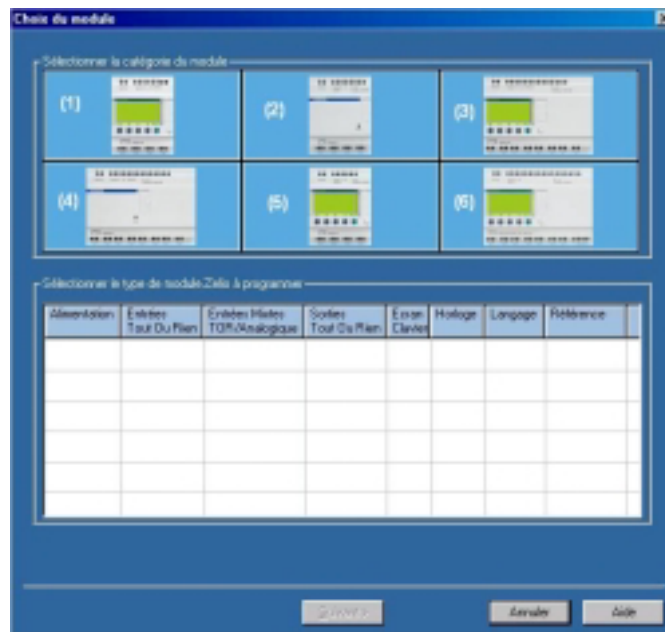 Choix du module
Sélectionner la catégorie du module
(1) (2) (3)
(4) (5) (6)
Sélectionner le type de module Zelio à programmer
Alimentation Entrées Tout Ou Rien Entrées Mixtes TOR/Analogique Sorties Tout Ou Rien Ecran Clavier Horloge Langage Référence
Annuler Aide